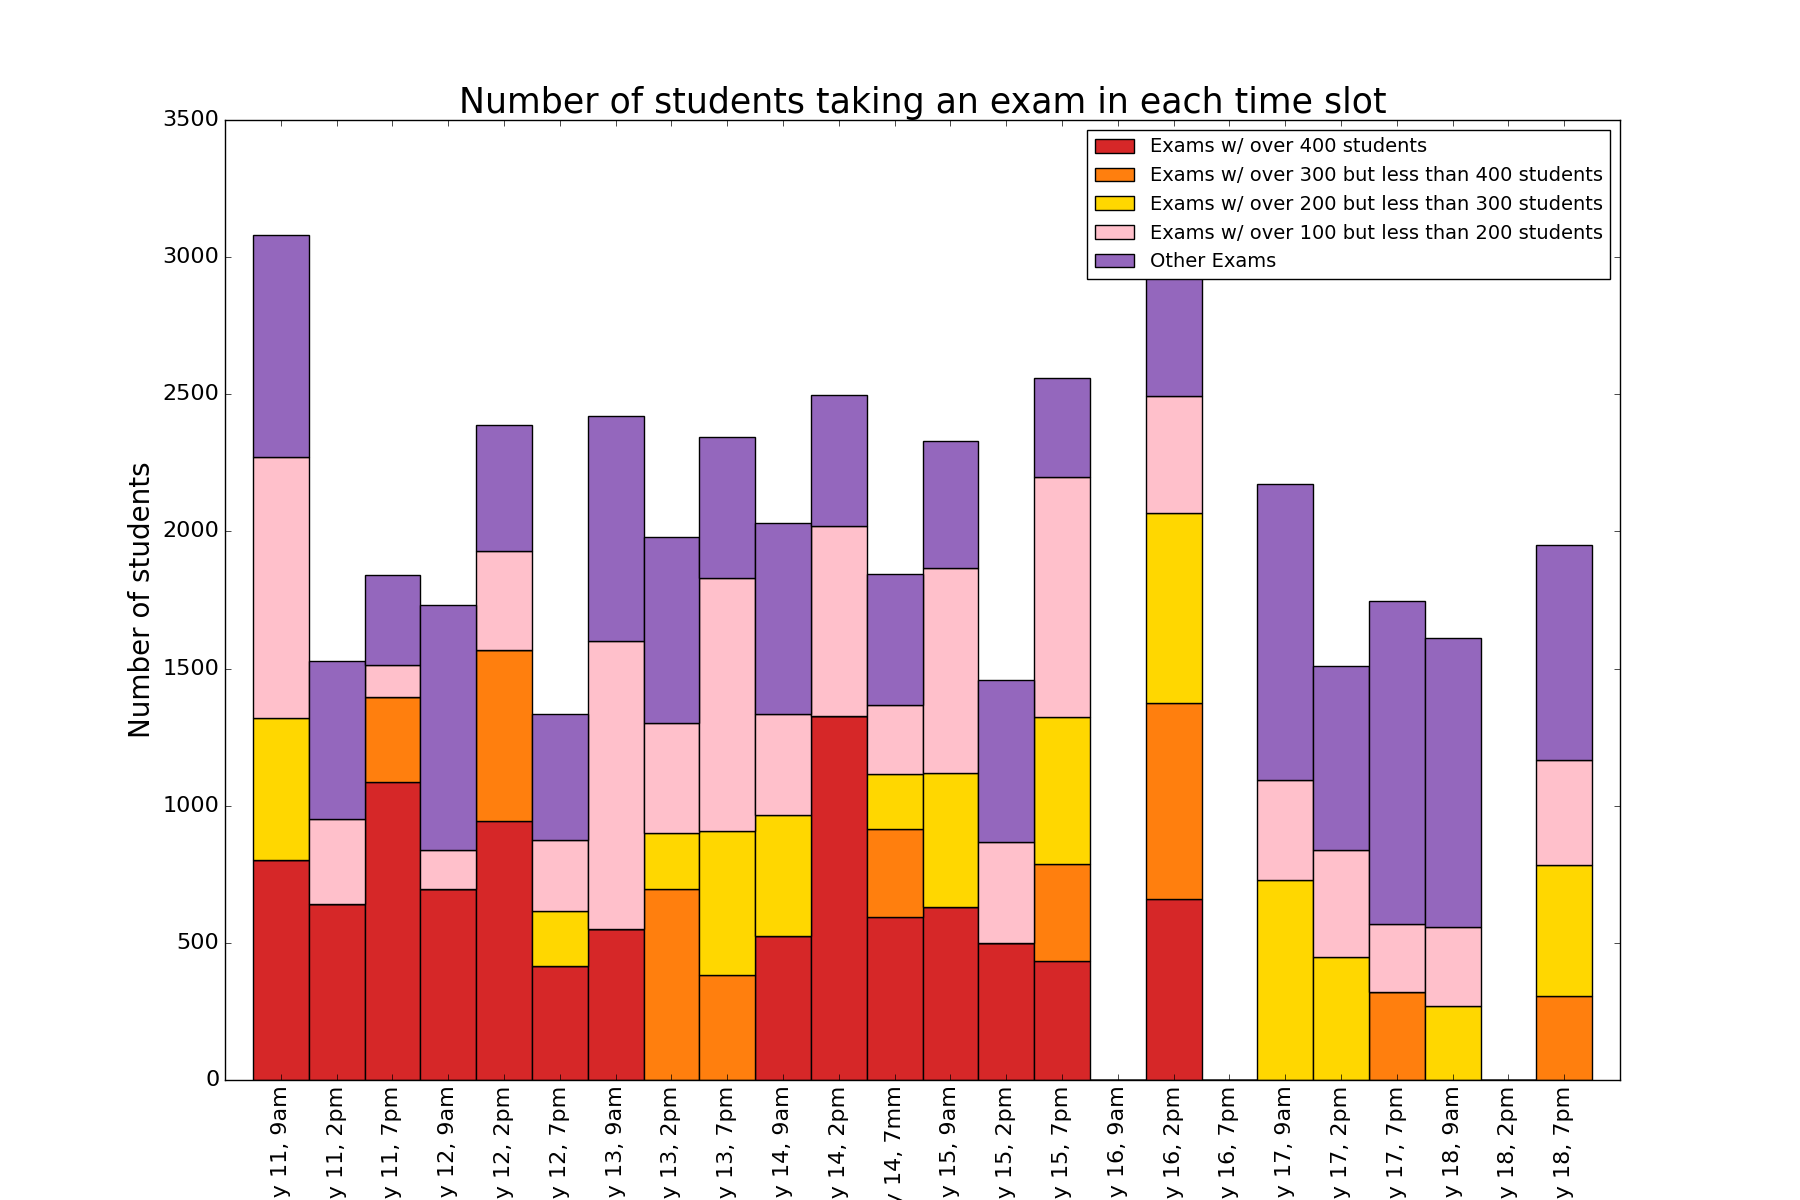 Number of students taking an exam in each time slot
Number of students
3500
3000
2500
2000
1500
1000
500
0
Exams w/ over 400 students
Exams w/ over 300 but less than 400 students
Exams w/ over 200 but less than 300 students
Exams w/ over 100 but less than 200 students
Other Exams
y 11, 9am
y 11, 2pm
y 11, 7pm
y 12, 9am
y 12, 2pm
y 12, 7pm
y 13, 9am
y 13, 2pm
y 13, 7pm
y 14, 9am
y 14, 2pm
y 14, 7mm
y 15, 9am
y 15, 2pm
y 15, 7pm
y 16, 9am
y 16, 2pm
y 16, 7pm
y 17, 9am
y 17, 2pm
y 17, 7pm
y 18, 9am
y 18, 2pm
y 18, 7pm